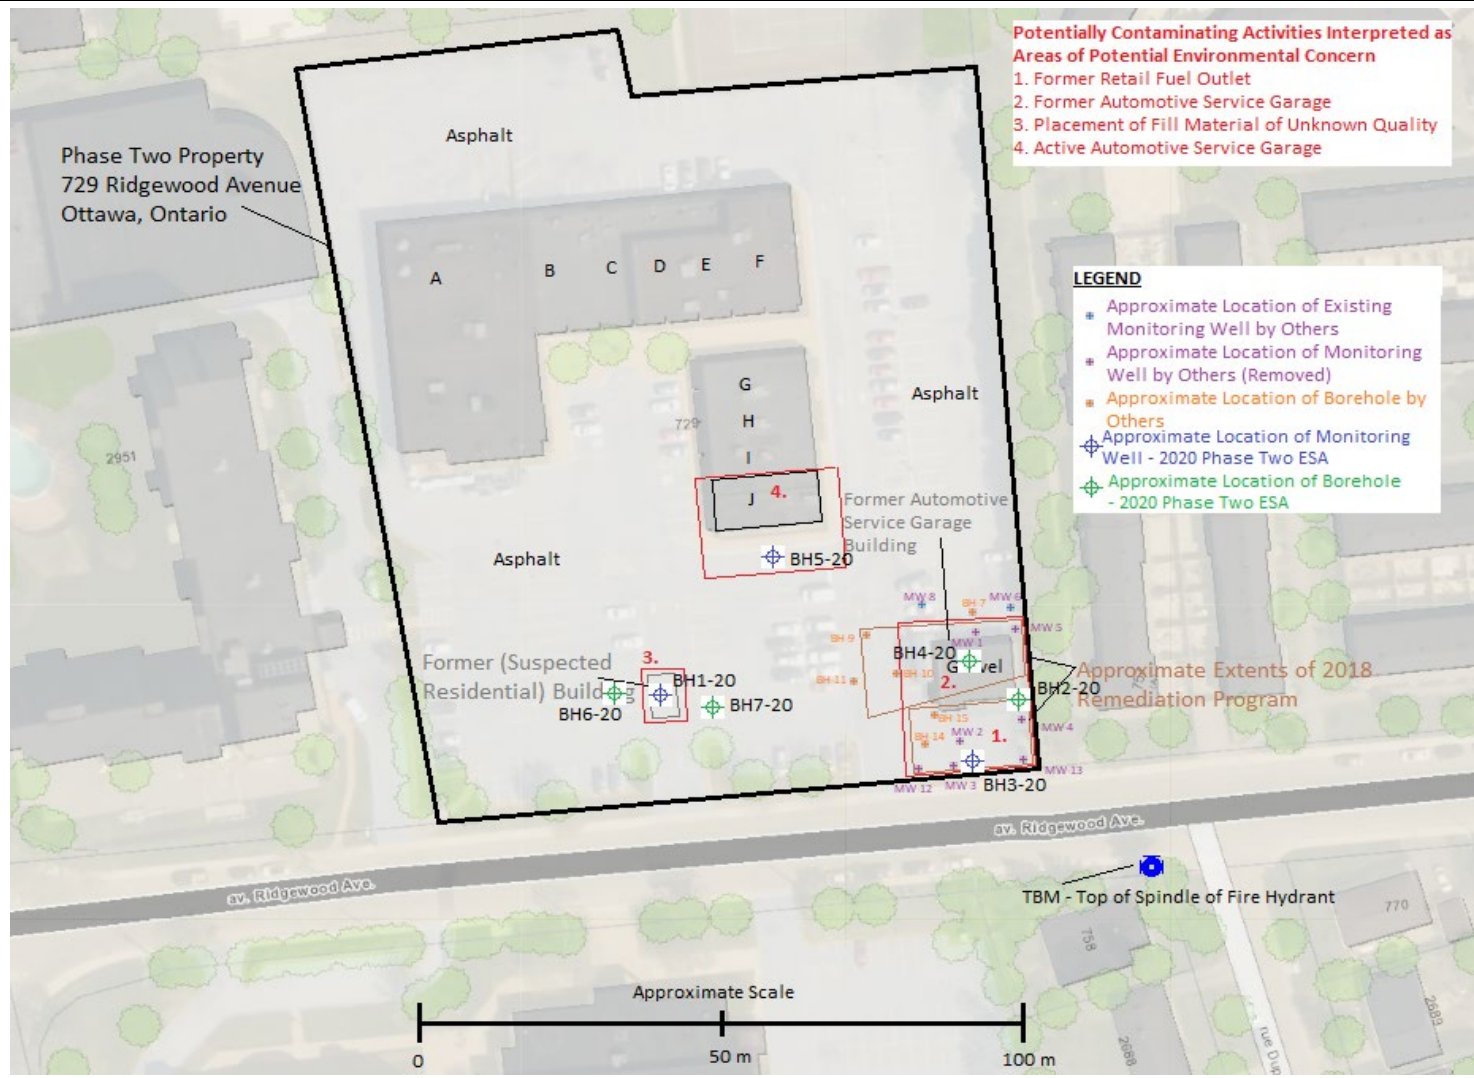 Potentially Contaminating Activities Interpreted as
Areas of Potential Environmental Concern
1. Former Retail Fuel Outlet
2. Former Automotive Service Garage
3. Placement of Fill Material of Unknown Quality
4. Active Automotive Service Garage
Asphalt
Phase Two Property
729 Ridgewood Avenue
Ottawa, Ontario
A
B
C
D
E
F
LEGEND
Approximate Location of Existing
Monitoring Well by Others
Approximate Location of Monitoring
Well by Others (Removed)
Approximate Location of Borehole by
Others
Approximate Location of Monitoring
Well - 2020 Phase Two ESA
Approximate Location of Borehole
- 2020 Phase Two ESA
G
H
I
J
4.
729
Asphalt
2951
Former Automotive
Service Garage
Building
Asphalt
BH5-20
MW 8
BH-7
MW 6
BH-9
MW 1
MW 5
BH4-20
Gravel
BH-11
BH-10
2.
BH2-20
Approximate Extents of 2018
Remediation Program
Former (Suspected
Residential) Building
3.
BH1-20
BH6-20
BH7-20
BH-15
BH-14
MW 2
1.
MW-4
MW 12
MW 3
BH3-20
MW 13
av. Ridgewood Ave.
av. Ridgewood Ave.
TBM - Top of Spindle of Fire Hydrant
758
770
2689
2688
Approximate Scale
0
50 m
100 m